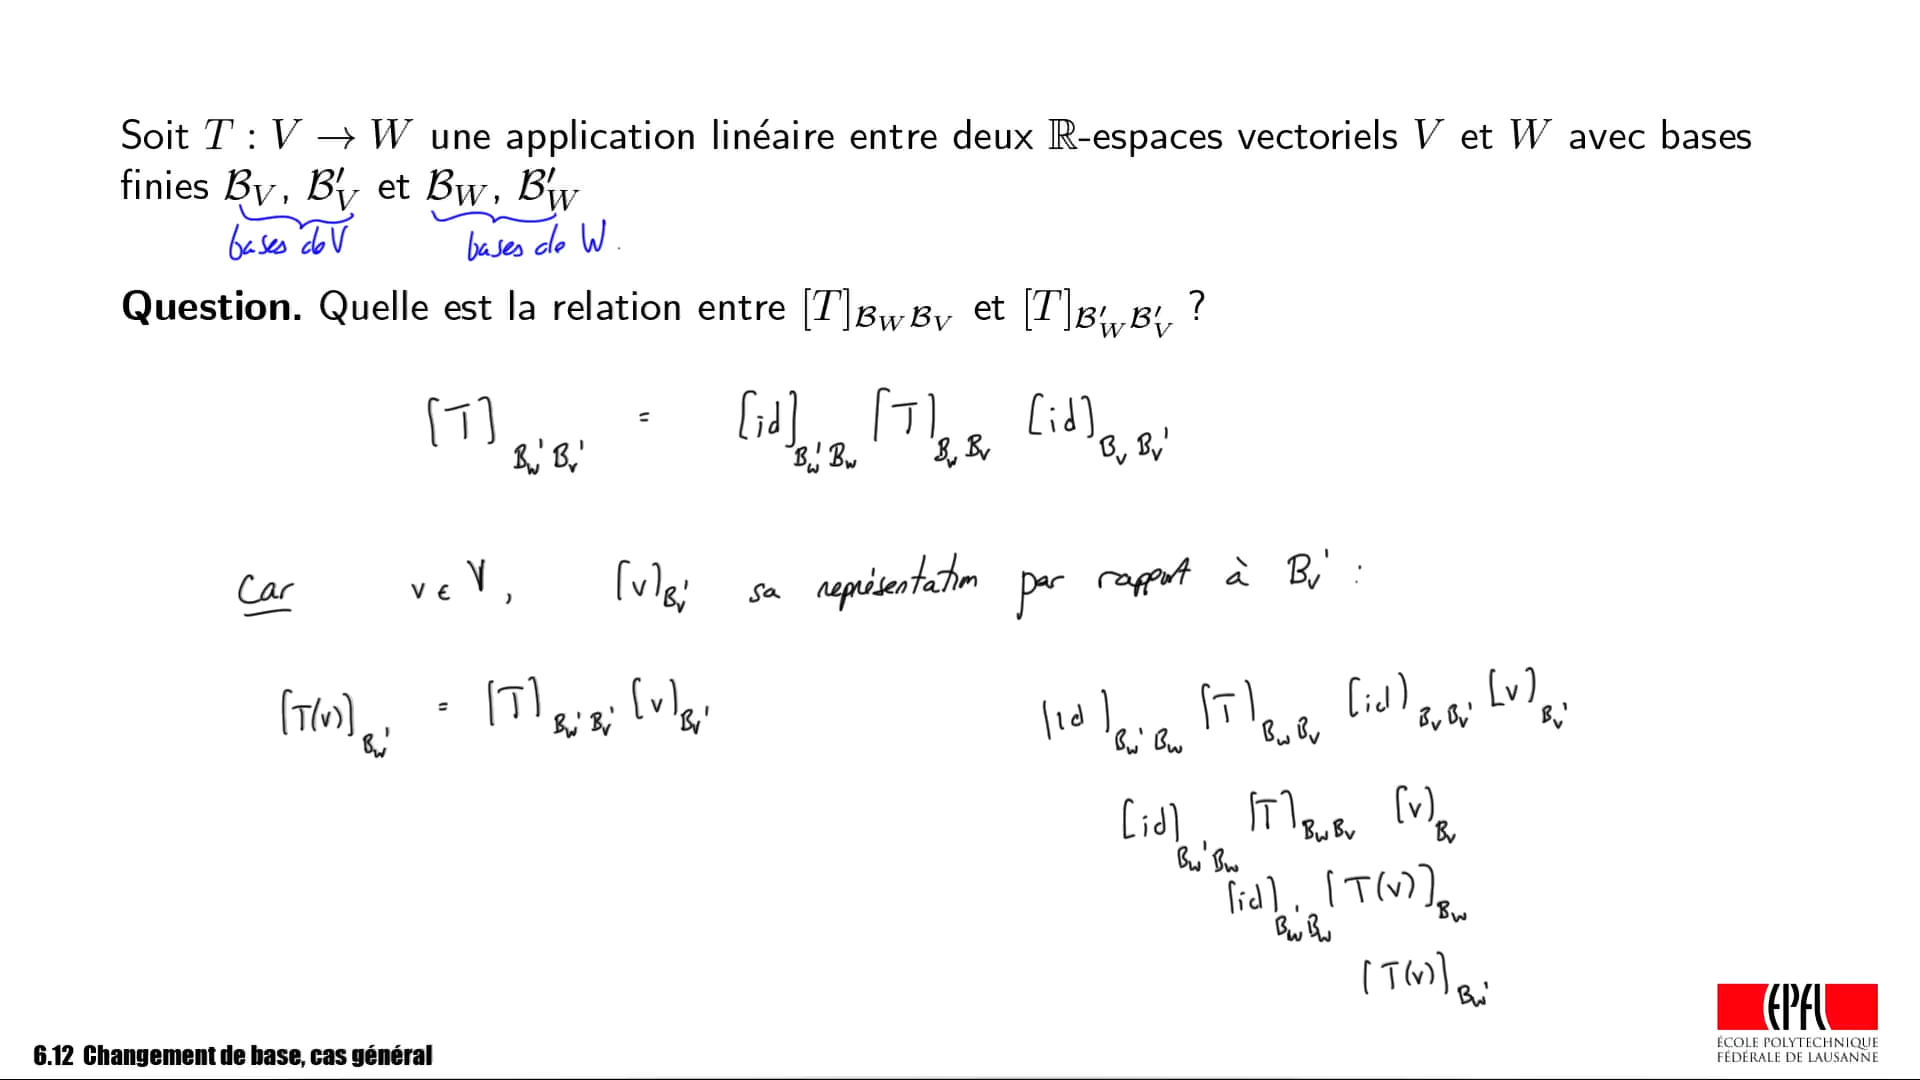 Soit T : V → W une application linéaire entre deux ℝ-espaces vectoriels V et W avec bases
finies B_V, B'_V et B_W, B'_W
bases de V bases de W.
Question. Quelle est la relation entre [T]_{B_W B_V} et [T]_{B'_W B'_V} ?
[T]_{B_W' B_V'} = [id]_{B_W' B_W} [T]_{B_W B_V} [id]_{B_V B_V'}
Car v ∈ V, [v]_{B_V'} sa représentation par rapport à B_V' :
[T(v)]_{B_W'} = [T]_{B_W' B_V'} [v]_{B_V'}
[id]_{B_W' B_W} [T]_{B_W B_V} [id]_{B_V B_V'} [v]_{B_V'}
[id]_{B_W' B_W} [T]_{B_W B_V} [v]_{B_V}
[id]_{B_W' B_W} [T(v)]_{B_W}
[T(v)]_{B_W'}
EPFL
ÉCOLE POLYTECHNIQUE
FÉDÉRALE DE LAUSANNE
6.12 Changement de base, cas général